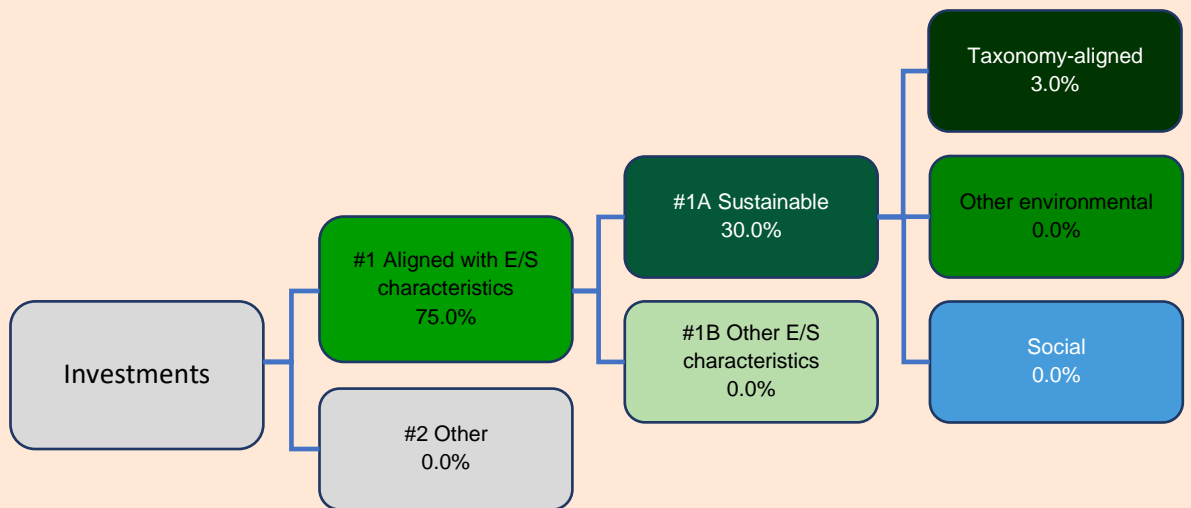 Investments
#1 Aligned with E/S
characteristics
75.0%
#2 Other
0.0%
#1A Sustainable
30.0%
#1B Other E/S
characteristics
0.0%
Taxonomy-aligned
3.0%
Other environmental
0.0%
Social
0.0%